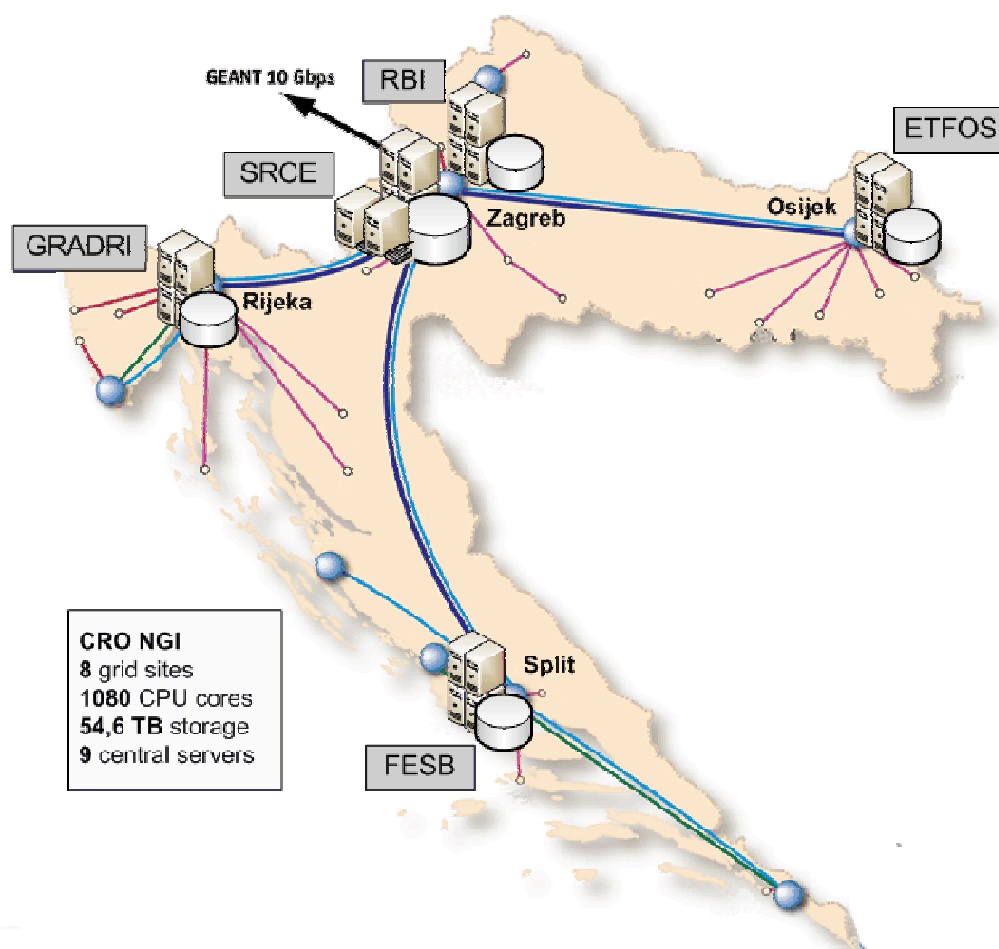 GEANT 10 Gbps
RBI
ETFOS
SRCE
Zagreb
Osijek
GRADRI
Rijeka
CRO NGI
8 grid sites
1080 CPU cores
54,6 TB storage
9 central servers
Split
FESB